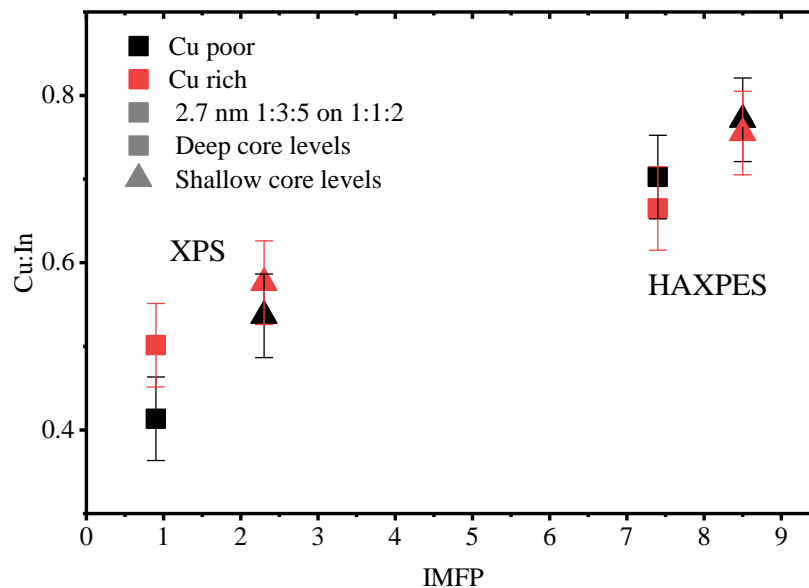 Cu poor
Cu rich
2.7 nm 1:3:5 on 1:1:2
Deep core levels
Shallow core levels
XPS
HAXPES
Cu:In
0.8
0.6
0.4
0 1 2 3 4 5 6 7 8 9
IMFP